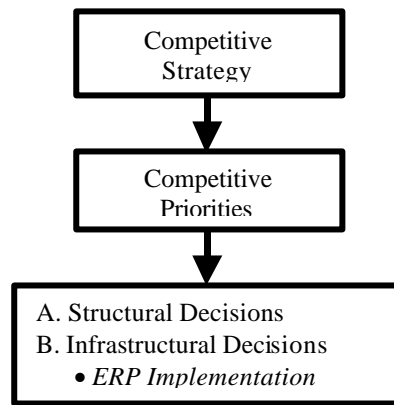 Competitive
Strategy
Competitive
Priorities
A. Structural Decisions
B. Infrastructural Decisions
• ERP Implementation